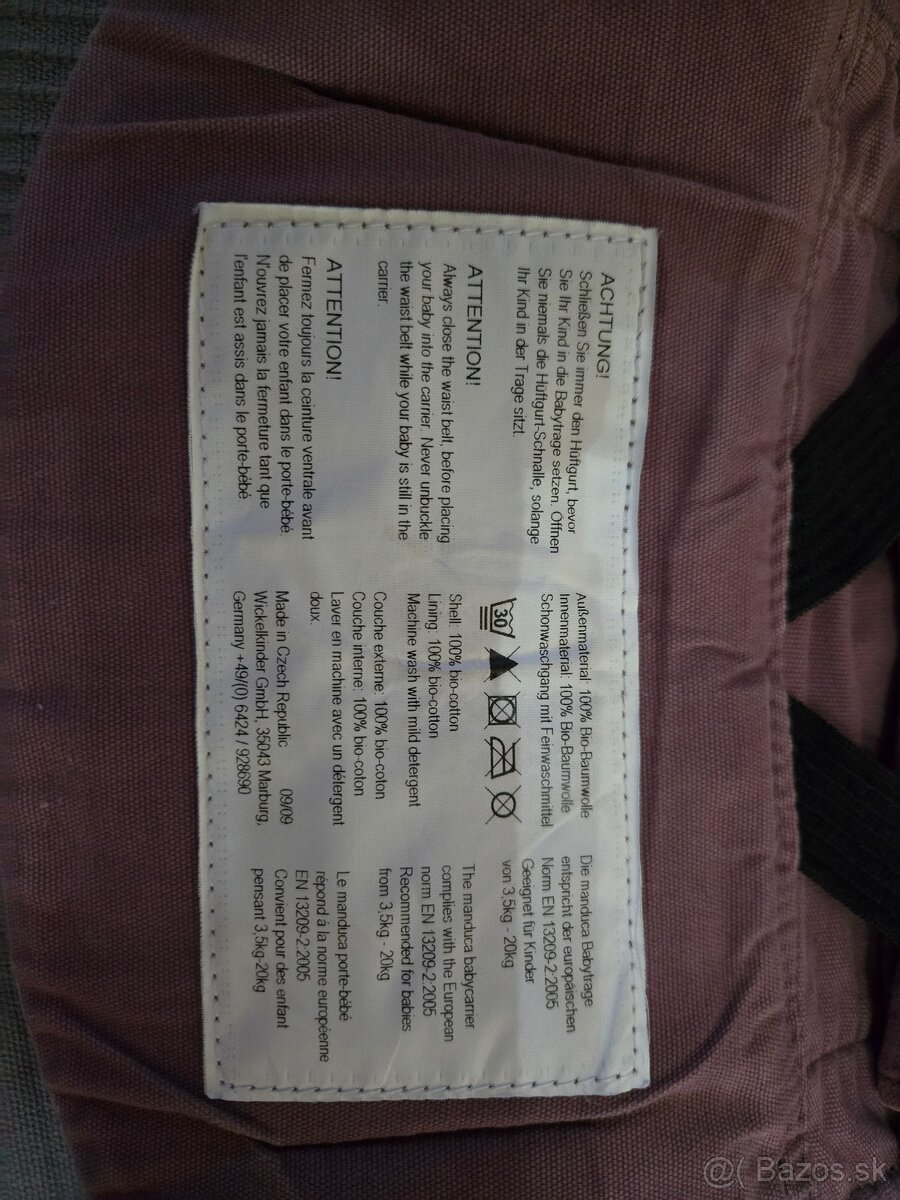 ACHTUNG!
Schließen Sie immer den Hüftgurt, bevor
Sie Ihr Kind in die Babytrage setzen. Öffnen
Sie niemals die Hüftgurt-Schnalle, solange
Ihr Kind in der Trage sitzt.
ATTENTION!
Always close the waist belt, before placing
your baby into the carrier. Never unbuckle
the waist belt while your baby is still in the
carrier.
ATTENTION!
Fermez toujours la ceinture ventrale avant
de placer votre enfant dans le porte-bébé.
N'ouvrez jamais la fermeture tant que
l'enfant est assis dans le porte-bébé
Außenmaterial: 100% Bio-Baumwolle
Innenmaterial: 100% Bio-Baumwolle
Schonwaschgang mit Feinwaschmittel
30
Shell: 100% bio-cotton
Lining: 100% bio-cotton
Machine wash with mild detergent
Couche externe: 100% bio-coton
Couche interne: 100% bio-coton
Laver en machine avec un détergent
doux.
Made in Czech Republic 09/09
Wickelkinder GmbH, 35043 Marburg,
Germany +49/(0) 6424 / 928690
Die manduca Babytrage
entspricht der europäischen
Norm EN 13209-2:2005
Geeignet für Kinder
von 3,5kg - 20kg
The manduca babycarrier
complies with the European
norm EN 13209-2:2005
Recommended for babies
from 3,5kg - 20kg
Le manduca porte-bébé
répond à la norme européenne
EN 13209-2:2005
Convient pour des enfant
pensant 3,5kg-20kg
@( Bazos.sk